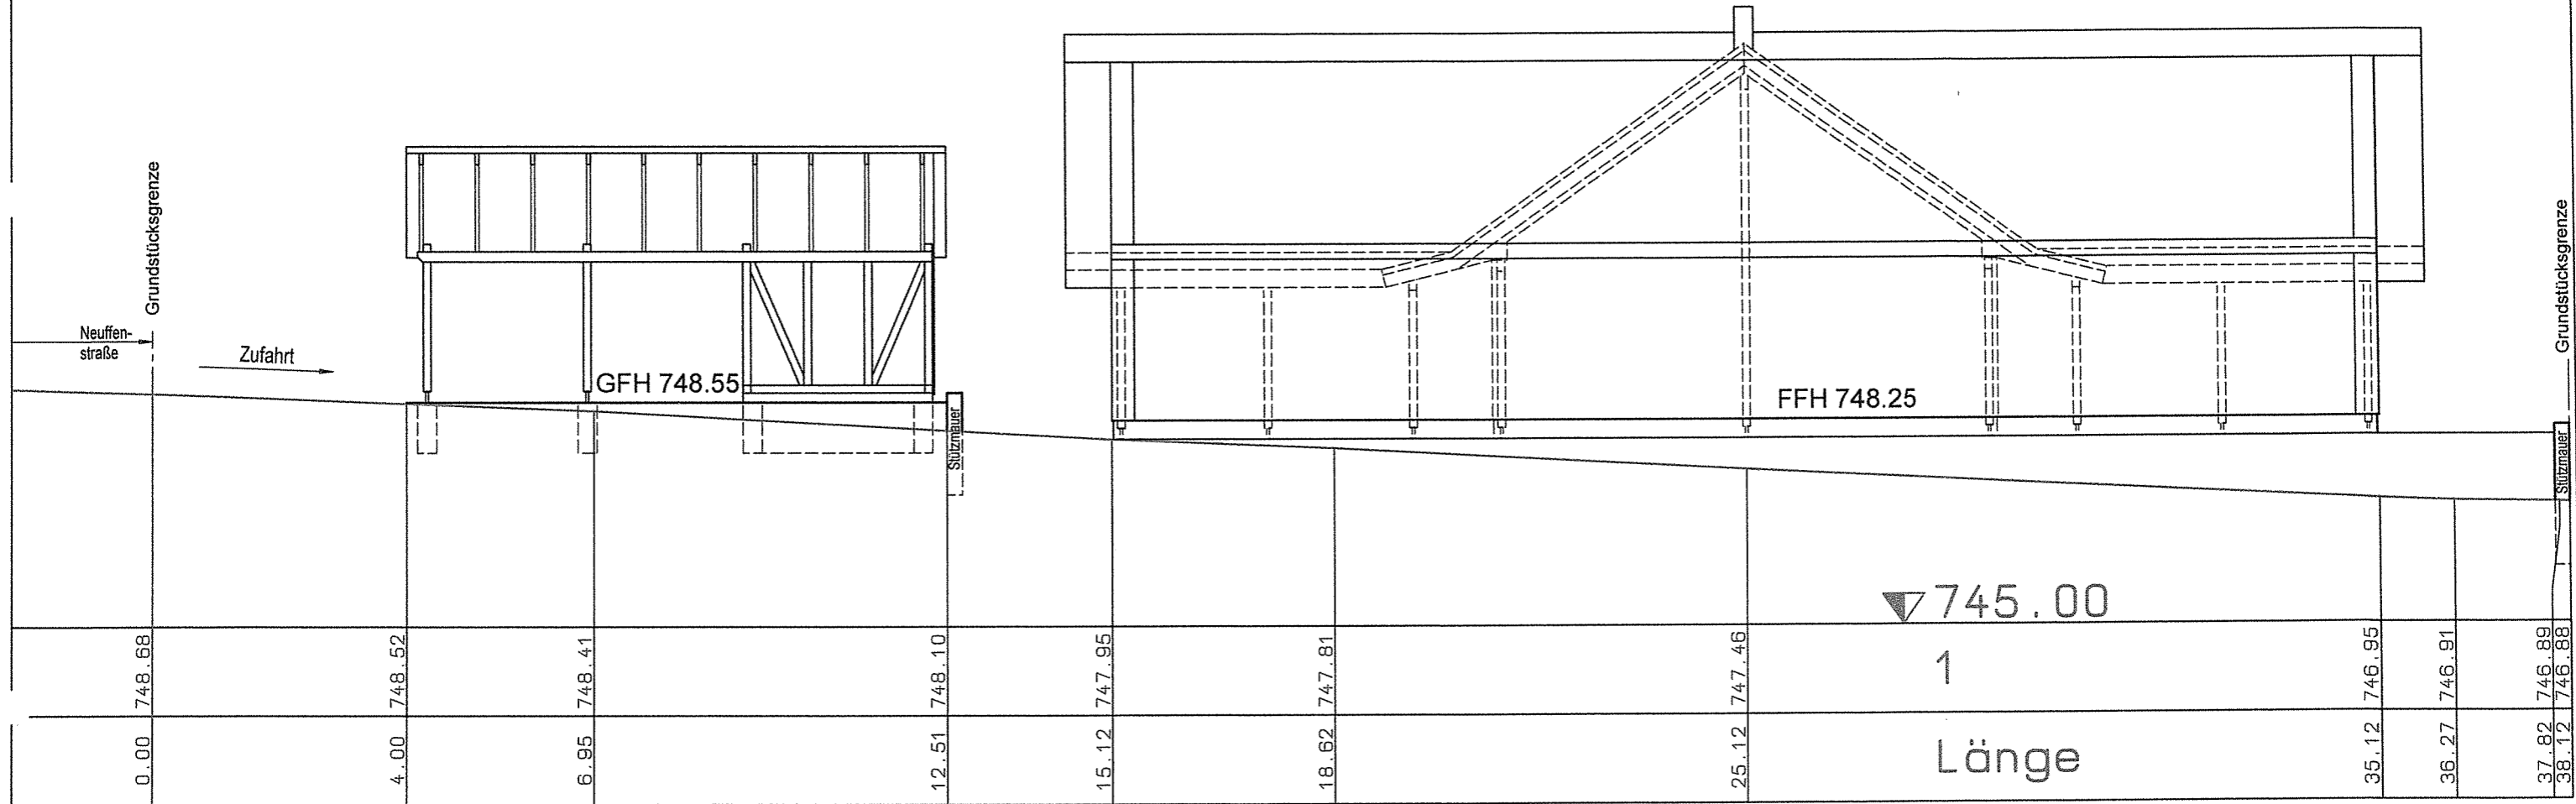 Grundstücksgrenze
Neuffen-
straße
Zufahrt
GFH 748.55
Stützmauer
FFH 748.25
Grundstücksgrenze
Stützmauer
745.00
748.68
748.52
748.41
748.10
747.95
747.81
747.46
1
746.95
746.91
746.89
746.88
0.00
4.00
6.95
12.51
15.12
18.62
25.12
Länge
35.12
36.27
37.82
38.12